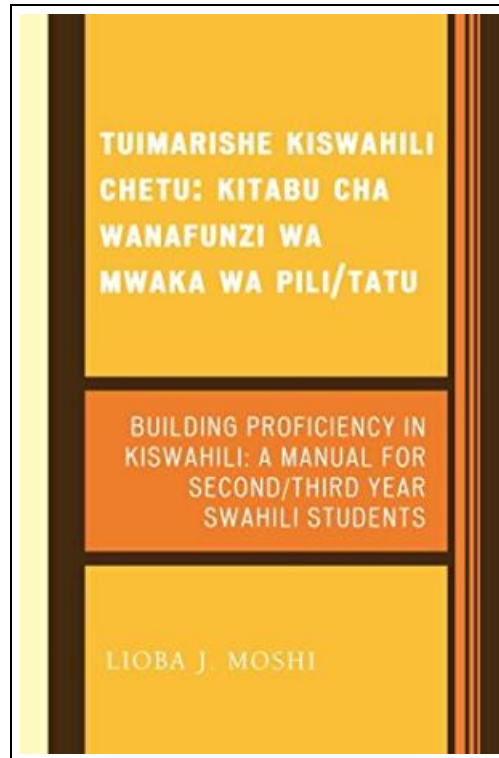 TUIMARISHE KISWAHILI
CHETU: KITABU CHA
WANAFUNZI WA
MWAKA WA PILI/TATU
BUILDING PROFICIENCY IN
KISWAHILI: A MANUAL FOR
SECOND/THIRD YEAR
SWAHILI STUDENTS
LIOBA J. MOSHI